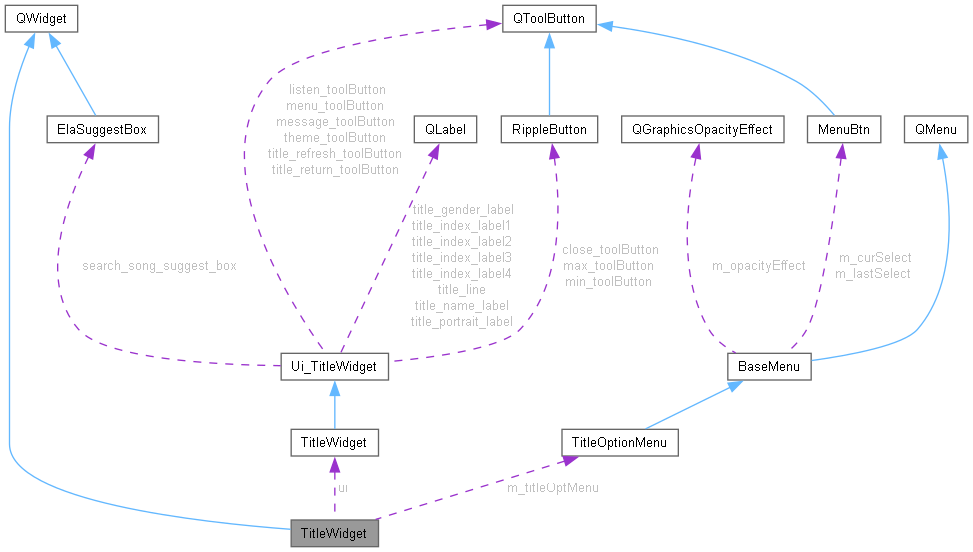 QWidget
QToolButton
listen_toolButton
menu_toolButton
message_toolButton
theme_toolButton
title_refresh_toolButton
title_return_toolButton
ElaSuggestBox
QLabel
RippleButton
QGraphicsOpacityEffect
MenuBtn
QMenu
search_song_suggest_box
title_gender_label
title_index_label1
title_index_label2
title_index_label3
title_index_label4
title_line
title_name_label
title_portrait_label
close_toolButton
max_toolButton
min_toolButton
m_opacityEffect
m_curSelect
m_lastSelect
Ui_TitleWidget
BaseMenu
TitleWidget
TitleOptionMenu
ui
m_titleOptMenu
TitleWidget